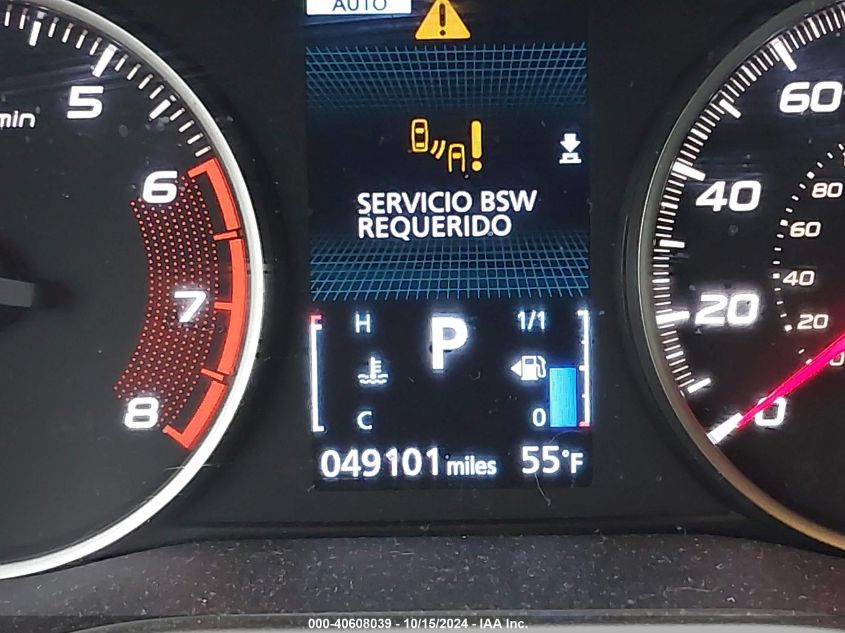 AUTO
min
5
6
7
8
SERVICIO BSW
REQUERIDO
H
P
1/1
C
0
049101 miles
55°F
60
40
20
0
80
60
40
20
0
000-40608039 - 10/15/2024 - IAA Inc.